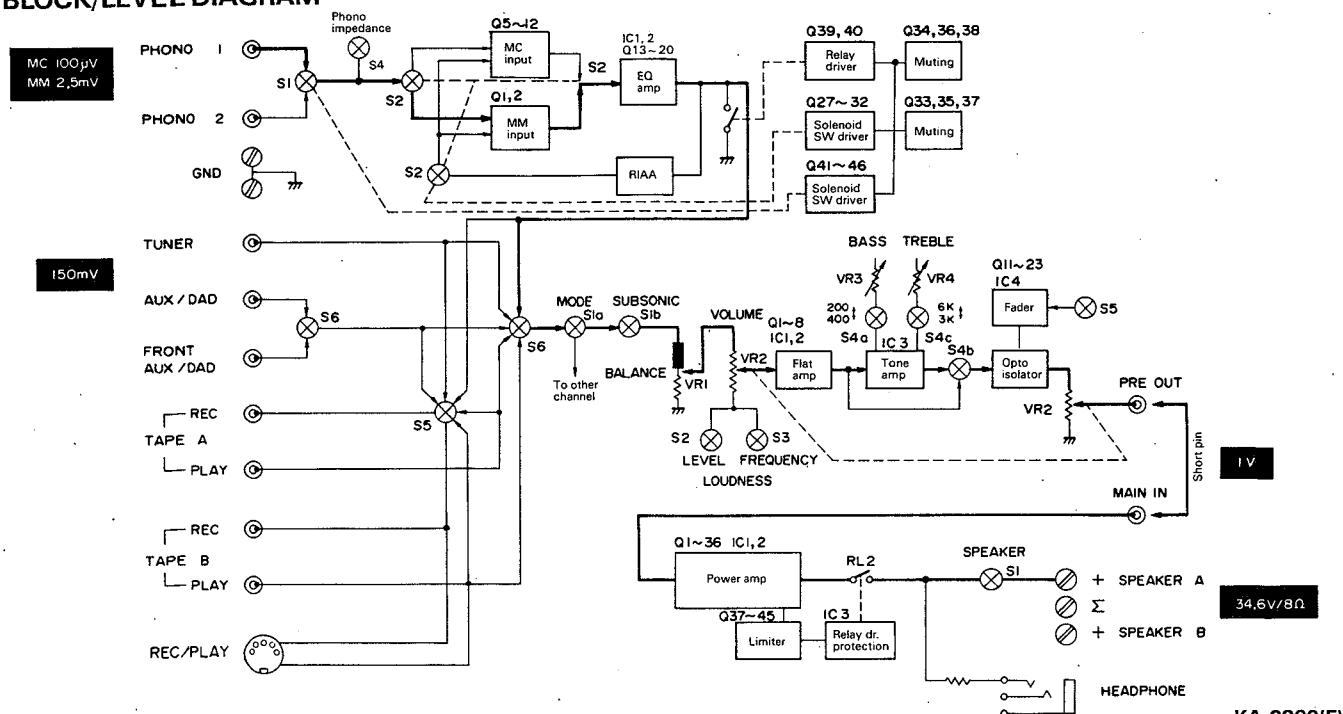 BLOCK/LEVEL DIAGRAM
MC 100μV
MM 2,5mV
PHONO 1
PHONO 2
GND
S1
Phono
impedance
S4
S2
Q5~12
MC
input
S2
Q1,2
MM
input
S2
IC1, 2
Q13~20
EQ
amp
RIAA
Q39, 40
Relay
driver
Q34, 36, 38
Muting
Q27~32
Solenoid
SW driver
Q33, 35, 37
Muting
Q41~46
Solenoid
SW driver
150mV
TUNER
AUX / DAD
FRONT
AUX /DAD
S6
REC
TAPE A
PLAY
S5
REC
TAPE B
PLAY
REC/PLAY
S6
MODE
S1a
To other
channel
SUBSONIC
S1b
BALANCE
VR1
VOLUME
VR2
S2
LEVEL
S3
FREQUENCY
LOUDNESS
Q1~8
IC1, 2
Flat
amp
BASS
VR3
200
400
S4a
TREBLE
VR4
6K
3K
S4c
IC3
Tone
amp
S4b
Q11~23
IC4
Fader
S5
Opto
isolator
VR2
PRE OUT
Short pin
1V
MAIN IN
Q1~36 IC1, 2
Power amp
Q37~45
Limiter
RL2
IC3
Relay dr.
protection
SPEAKER
S1
+ SPEAKER A
Σ
+ SPEAKER B
34.6V/8Ω
HEADPHONE